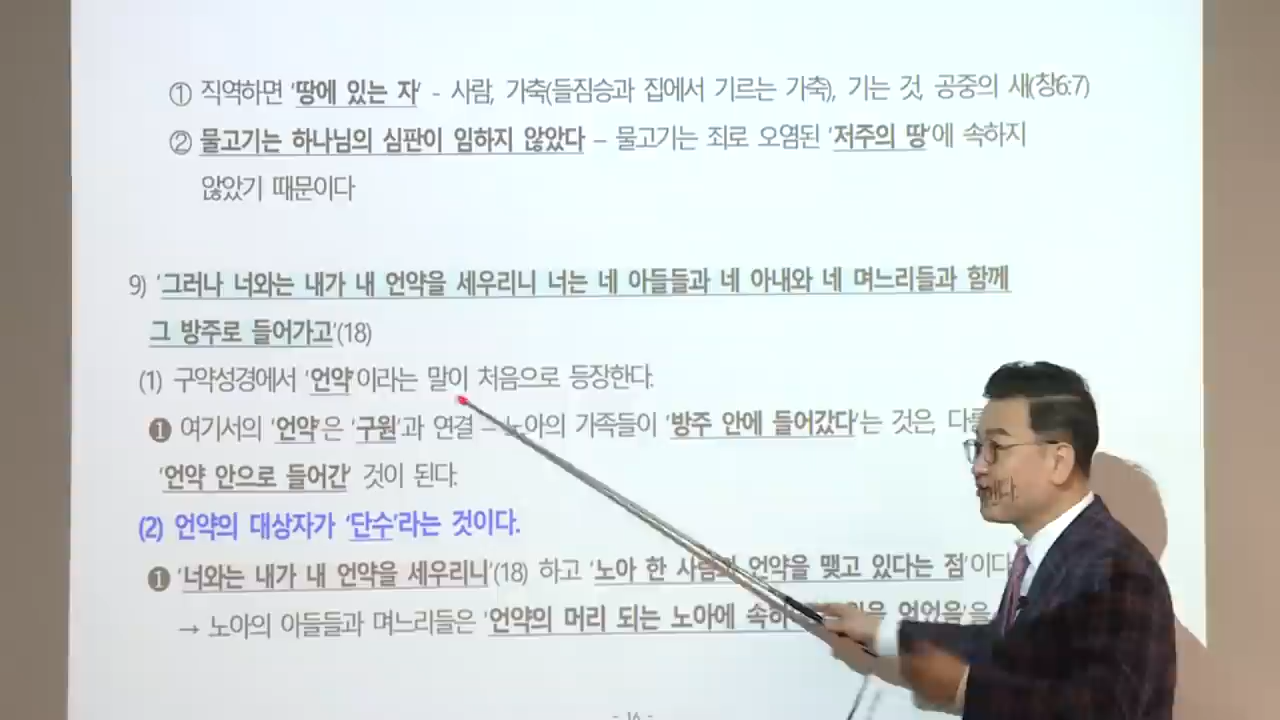 ① 직역하면 '땅에 있는 자' - 사람, 가축(들짐승과 집에서 기르는 가축), 기는 것, 공중의 새(창6:7)
② 물고기는 하나님의 심판이 임하지 않았다 – 물고기는 죄로 오염된 '저주의 땅'에 속하지
않았기 때문이다
9) '그러나 너와는 내가 내 언약을 세우리니 너는 네 아들들과 네 아내와 네 며느리들과 함께
그 방주로 들어가고'(18)
(1) 구약성경에서 '언약'이라는 말이 처음으로 등장한다.
❶ 여기서의 '언약'은 '구원'과 연결 – 노아의 가족들이 '방주 안에 들어갔다'는 것은,
'언약 안으로 들어간' 것이 된다.
(2) 언약의 대상자가 '단수'라는 것이다.
❶ '너와는 내가 내 언약을 세우리니'(18) 하고 '노아 한 사람과 언약을 맺고 있다는 점'이다
→ 노아의 아들들과 며느리들은 '언약의 머리 되는 노아에
- 16 -